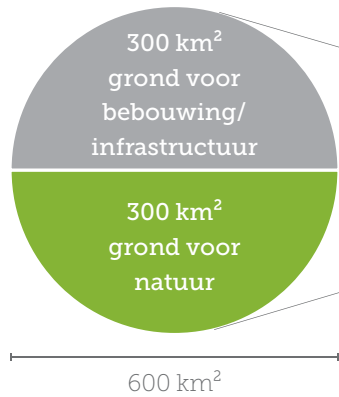 300 km²
grond voor
bebouwing/
infrastructuur
300 km²
grond voor
natuur
600 km²